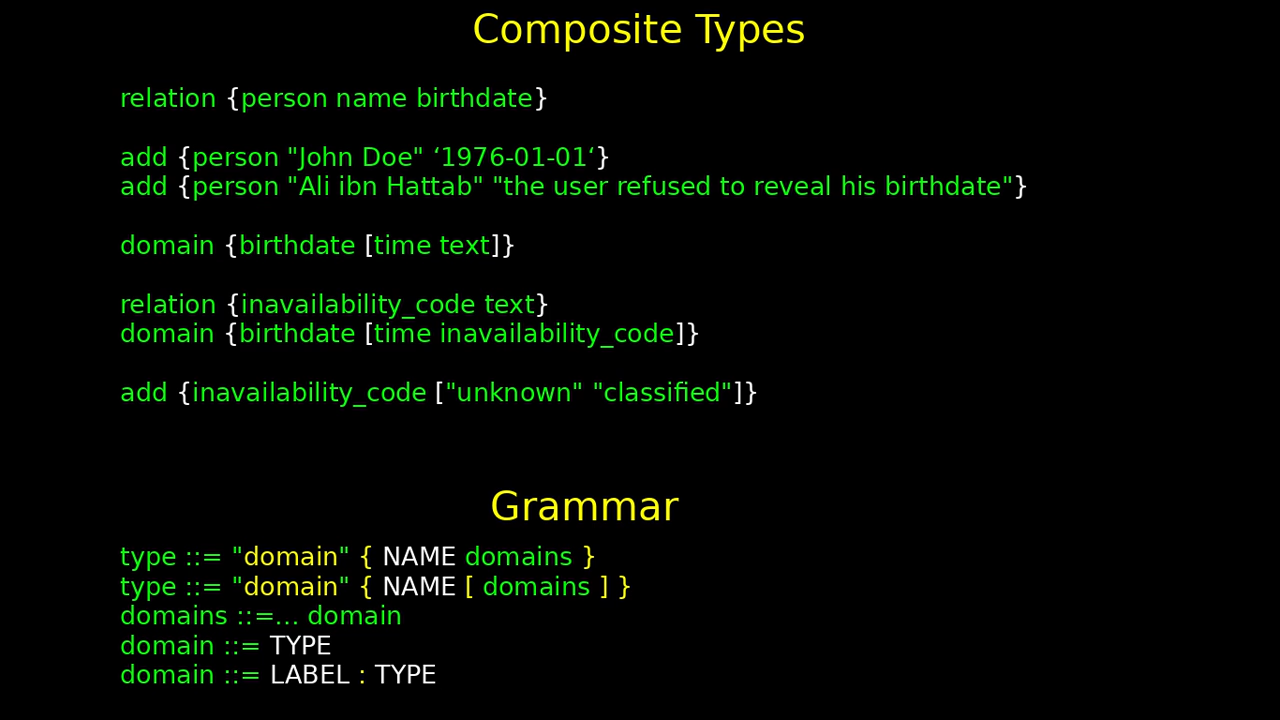 Composite Types
relation {person name birthdate}
add {person "John Doe" ‘1976-01-01‘}
add {person "Ali ibn Hattab" "the user refused to reveal his birthdate"}
domain {birthdate [time text]}
relation {inavailability_code text}
domain {birthdate [time inavailability_code]}
add {inavailability_code ["unknown" "classified"]}
Grammar
type ::= "domain" { NAME domains }
type ::= "domain" { NAME [ domains ] }
domains ::=... domain
domain ::= TYPE
domain ::= LABEL : TYPE